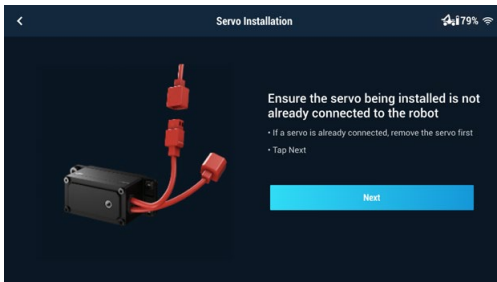 Servo Installation
79%
Ensure the servo being installed is not
already connected to the robot
• If a servo is already connected, remove the servo first
• Tap Next
Next